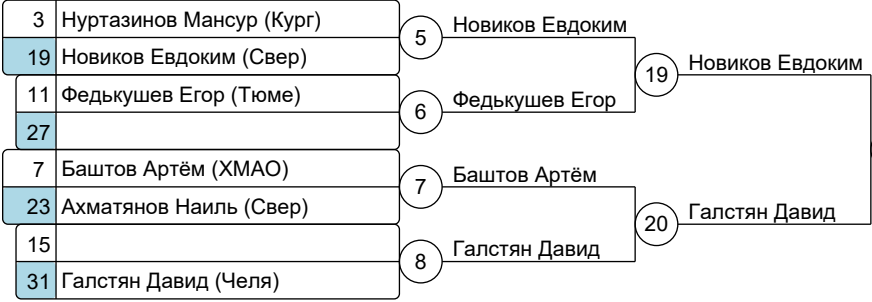 3 Нуртазинов Мансур (Кург)
19 Новиков Евдоким (Свер)
5 Новиков Евдоким
11 Федькушев Егор (Тюме)
27
6 Федькушев Егор
19 Новиков Евдоким
7 Баштов Артём (ХМАО)
23 Ахматянов Наиль (Свер)
7 Баштов Артём
15
31 Галстян Давид (Челя)
8 Галстян Давид
20 Галстян Давид